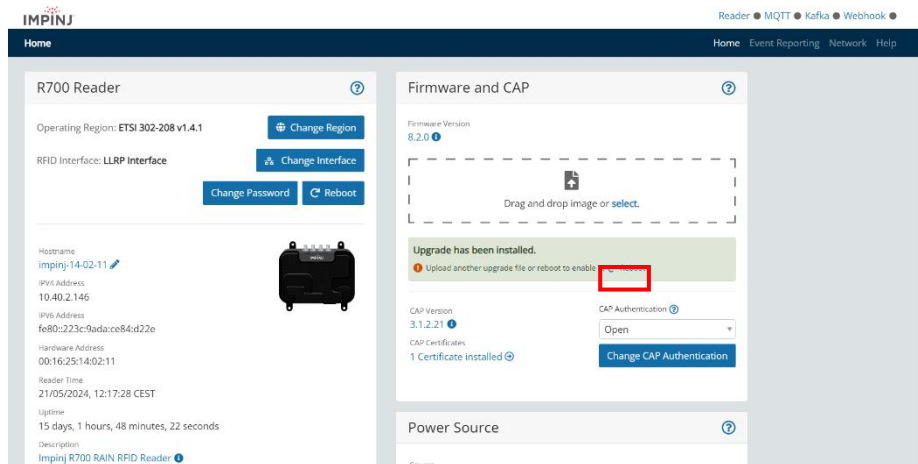 IMPINJ
Reader MQTT Kafka Webhook
Home
Home Event Reporting Network Help
R700 Reader
Operating Region: ETSI 302-208 v1.4.1
Change Region
RFID Interface: LLRP Interface
Change Interface
Change Password
Reboot
Hostname
impinj-14-02-11
IPV4 Address
10.40.2.146
IPV6 Address
fe80::223c:9ada:ce84:d22e
Hardware Address
00:16:25:14:02:11
Reader Time
21/05/2024, 12:17:28 CEST
Uptime
15 days, 1 hours, 48 minutes, 22 seconds
Description
Impinj R700 RAIN RFID Reader
Firmware and CAP
Firmware Version
8.2.0
Drag and drop image or select.
Upgrade has been installed.
Upload another upgrade file or reboot to enable Reboot
CAP Version
3.1.2.21
CAP Certificates
1 Certificate installed
CAP Authentication
Open
Change CAP Authentication
Power Source